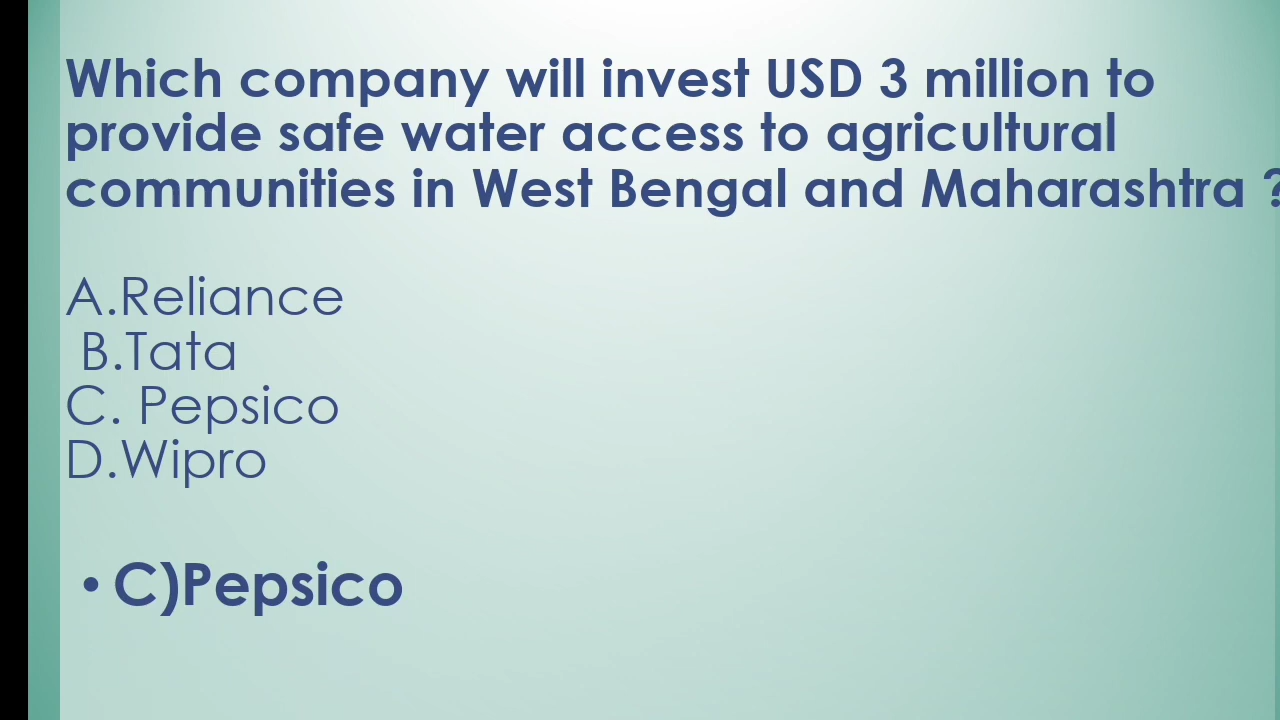 Which company will invest USD 3 million to
provide safe water access to agricultural
communities in West Bengal and Maharashtra ?
A.Reliance
B.Tata
C. Pepsico
D.Wipro
• C)Pepsico